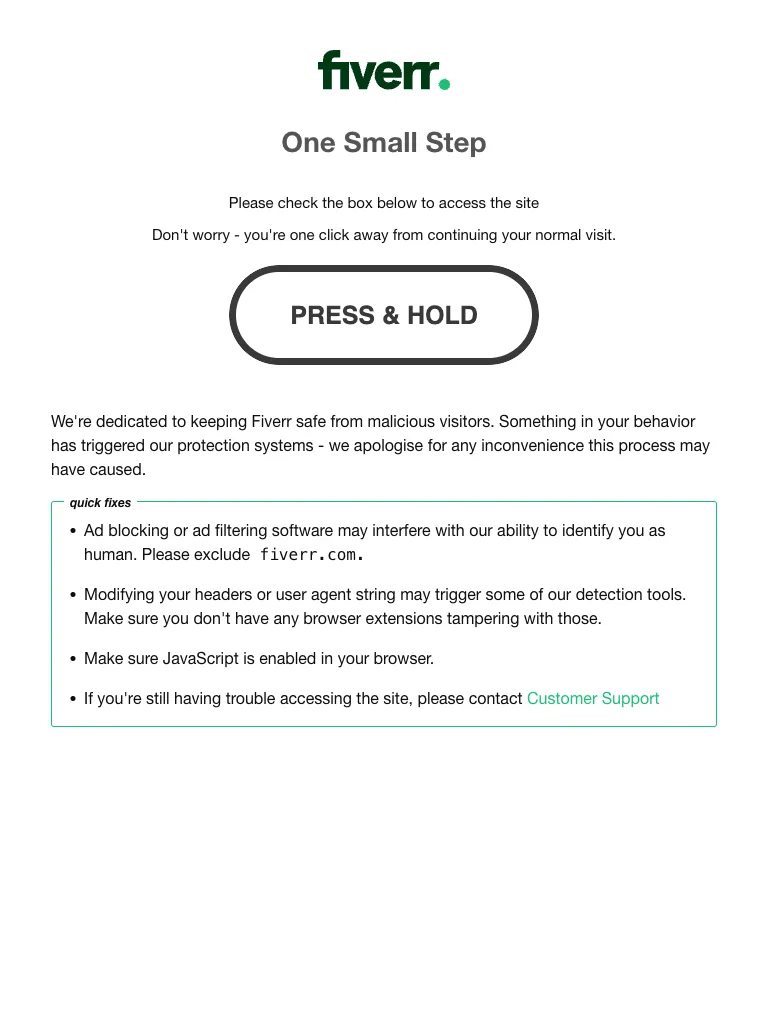 fiverr.
One Small Step
Please check the box below to access the site
Don't worry - you're one click away from continuing your normal visit.
PRESS & HOLD
We're dedicated to keeping Fiverr safe from malicious visitors. Something in your behavior
has triggered our protection systems - we apologise for any inconvenience this process may
have caused.
quick fixes
• Ad blocking or ad filtering software may interfere with our ability to identify you as
human. Please exclude fiverr.com.
• Modifying your headers or user agent string may trigger some of our detection tools.
Make sure you don't have any browser extensions tampering with those.
• Make sure JavaScript is enabled in your browser.
• If you're still having trouble accessing the site, please contact Customer Support